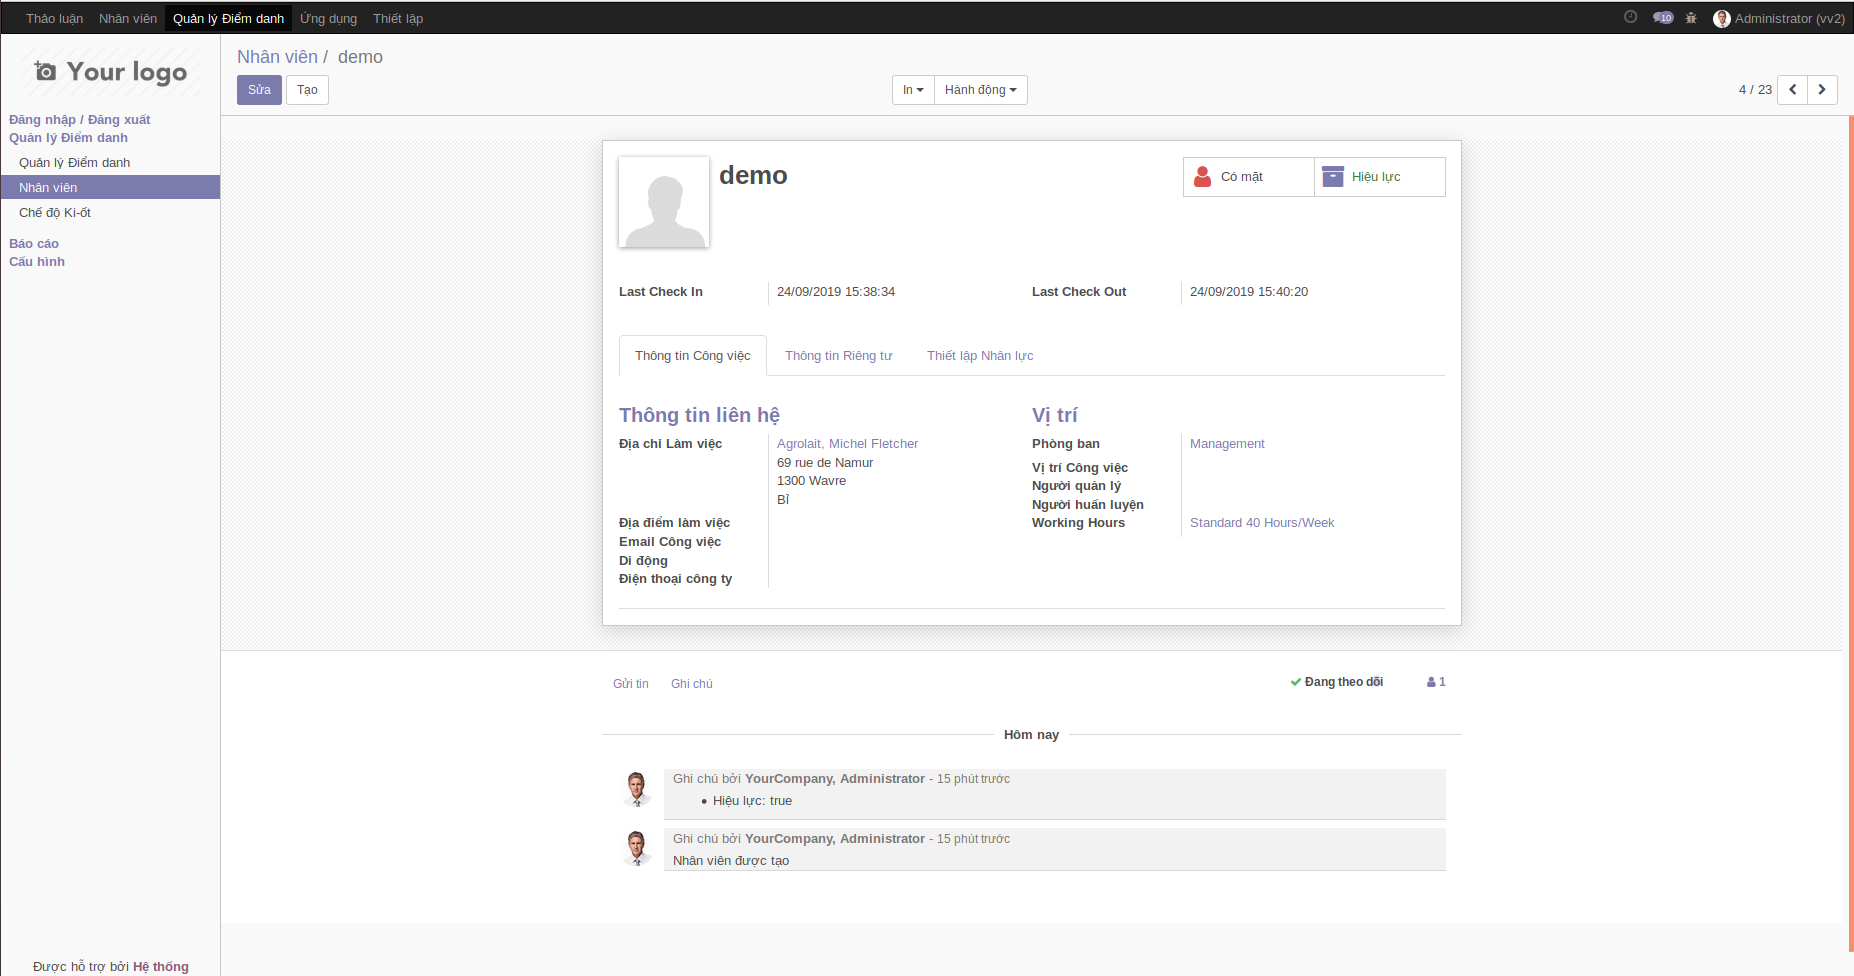 Thảo luận Nhân viên Quản lý Điểm danh Ứng dụng Thiết lập 10 Administrator (vv2)
Your logo
Đăng nhập / Đăng xuất
Quản lý Điểm danh
Quản lý Điểm danh
Nhân viên
Chế độ Ki-ốt
Báo cáo
Cấu hình
Được hỗ trợ bởi Hệ thống
Nhân viên / demo
Sửa Tạo In Hành động 4 / 23
demo
Có mặt Hiệu lực
Last Check In 24/09/2019 15:38:34 Last Check Out 24/09/2019 15:40:20
Thông tin Công việc Thông tin Riêng tư Thiết lập Nhân lực
Thông tin liên hệ
Địa chỉ Làm việc Agrolait, Michel Fletcher
69 rue de Namur
1300 Wavre
Bỉ
Địa điểm làm việc
Email Công việc
Di động
Điện thoại công ty
Vị trí
Phòng ban Management
Vị trí Công việc
Người quản lý
Người huấn luyện
Working Hours Standard 40 Hours/Week
Gửi tin Ghi chú Đang theo dõi 1
Hôm nay
Ghi chú bởi YourCompany, Administrator - 15 phút trước
• Hiệu lực: true
Ghi chú bởi YourCompany, Administrator - 15 phút trước
Nhân viên được tạo